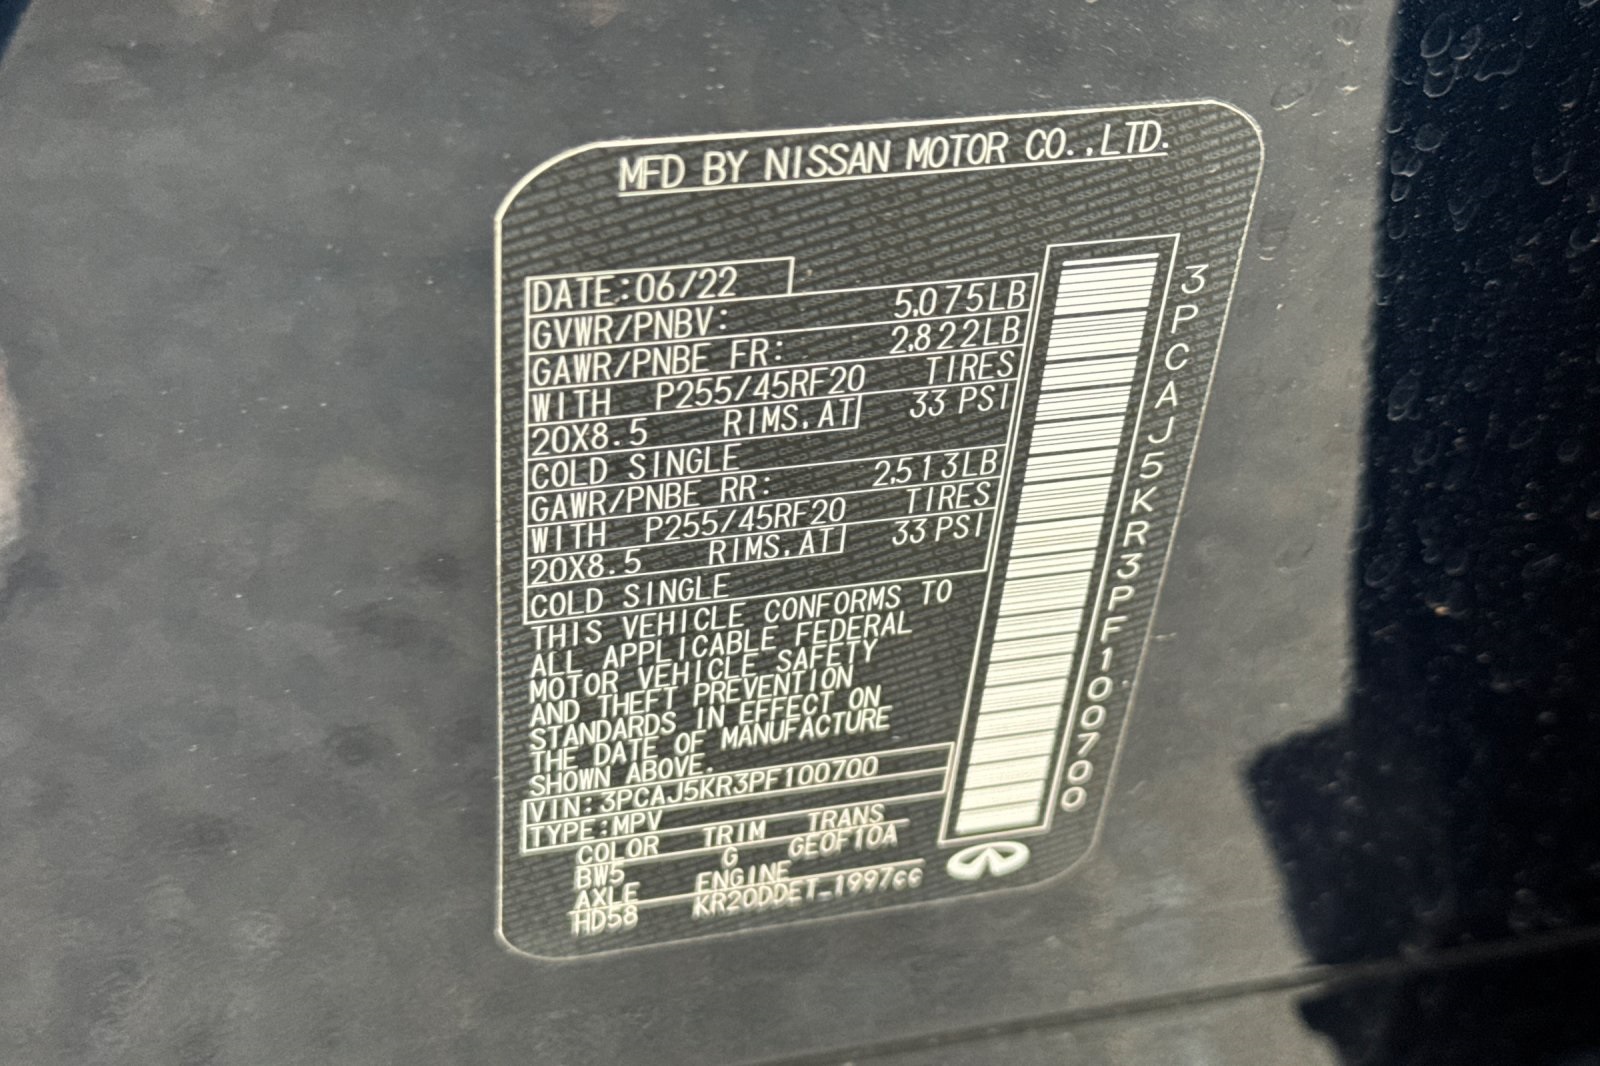 MFD BY NISSAN MOTOR CO.,LTD.
DATE:06/22
GVWR/PNBV: 5,075LB
GAWR/PNBE FR: 2,822LB
WITH P255/45RF20 TIRES
20X8.5 RIMS,AT 33 PSI
COLD SINGLE
GAWR/PNBE RR: 2,513LB
WITH P255/45RF20 TIRES
20X8.5 RIMS,AT 33 PSI
COLD SINGLE
THIS VEHICLE CONFORMS TO
ALL APPLICABLE FEDERAL
MOTOR VEHICLE SAFETY
AND THEFT PREVENTION
STANDARDS IN EFFECT ON
THE DATE OF MANUFACTURE
SHOWN ABOVE.
VIN:3PCAJ5KR3PF100700
TYPE:MPV
COLOR TRIM TRANS
BW5 G GEOF10A
AXLE ENGINE
HD58 KR20DDET_1997cc
3PCAJ5KR3PF100700